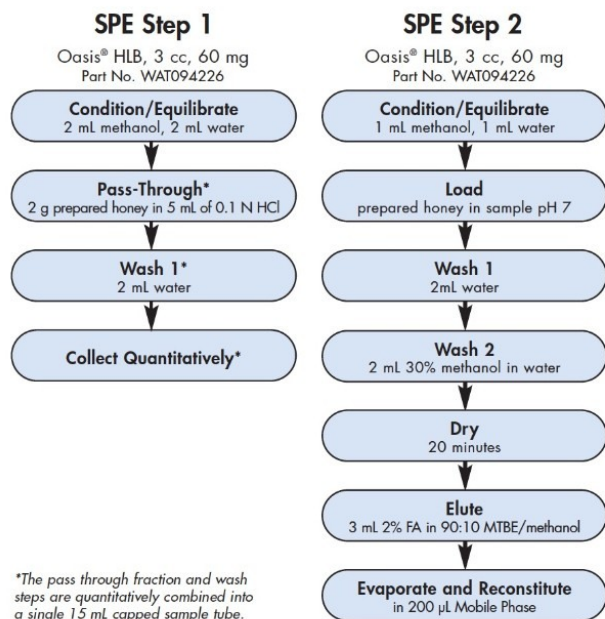 SPE Step 1
Oasis® HLB, 3 cc, 60 mg
Part No. WAT094226
Condition/Equilibrate
2 mL methanol, 2 mL water
Pass-Through*
2 g prepared honey in 5 mL of 0.1 N HCl
Wash 1*
2 mL water
Collect Quantitatively*
*The pass through fraction and wash
steps are quantitatively combined into
a single 15 mL capped sample tube.
SPE Step 2
Oasis® HLB, 3 cc, 60 mg
Part No. WAT094226
Condition/Equilibrate
1 mL methanol, 1 mL water
Load
prepared honey in sample pH 7
Wash 1
2mL water
Wash 2
2 mL 30% methanol in water
Dry
20 minutes
Elute
3 mL 2% FA in 90:10 MTBE/methanol
Evaporate and Reconstitute
in 200 µL Mobile Phase